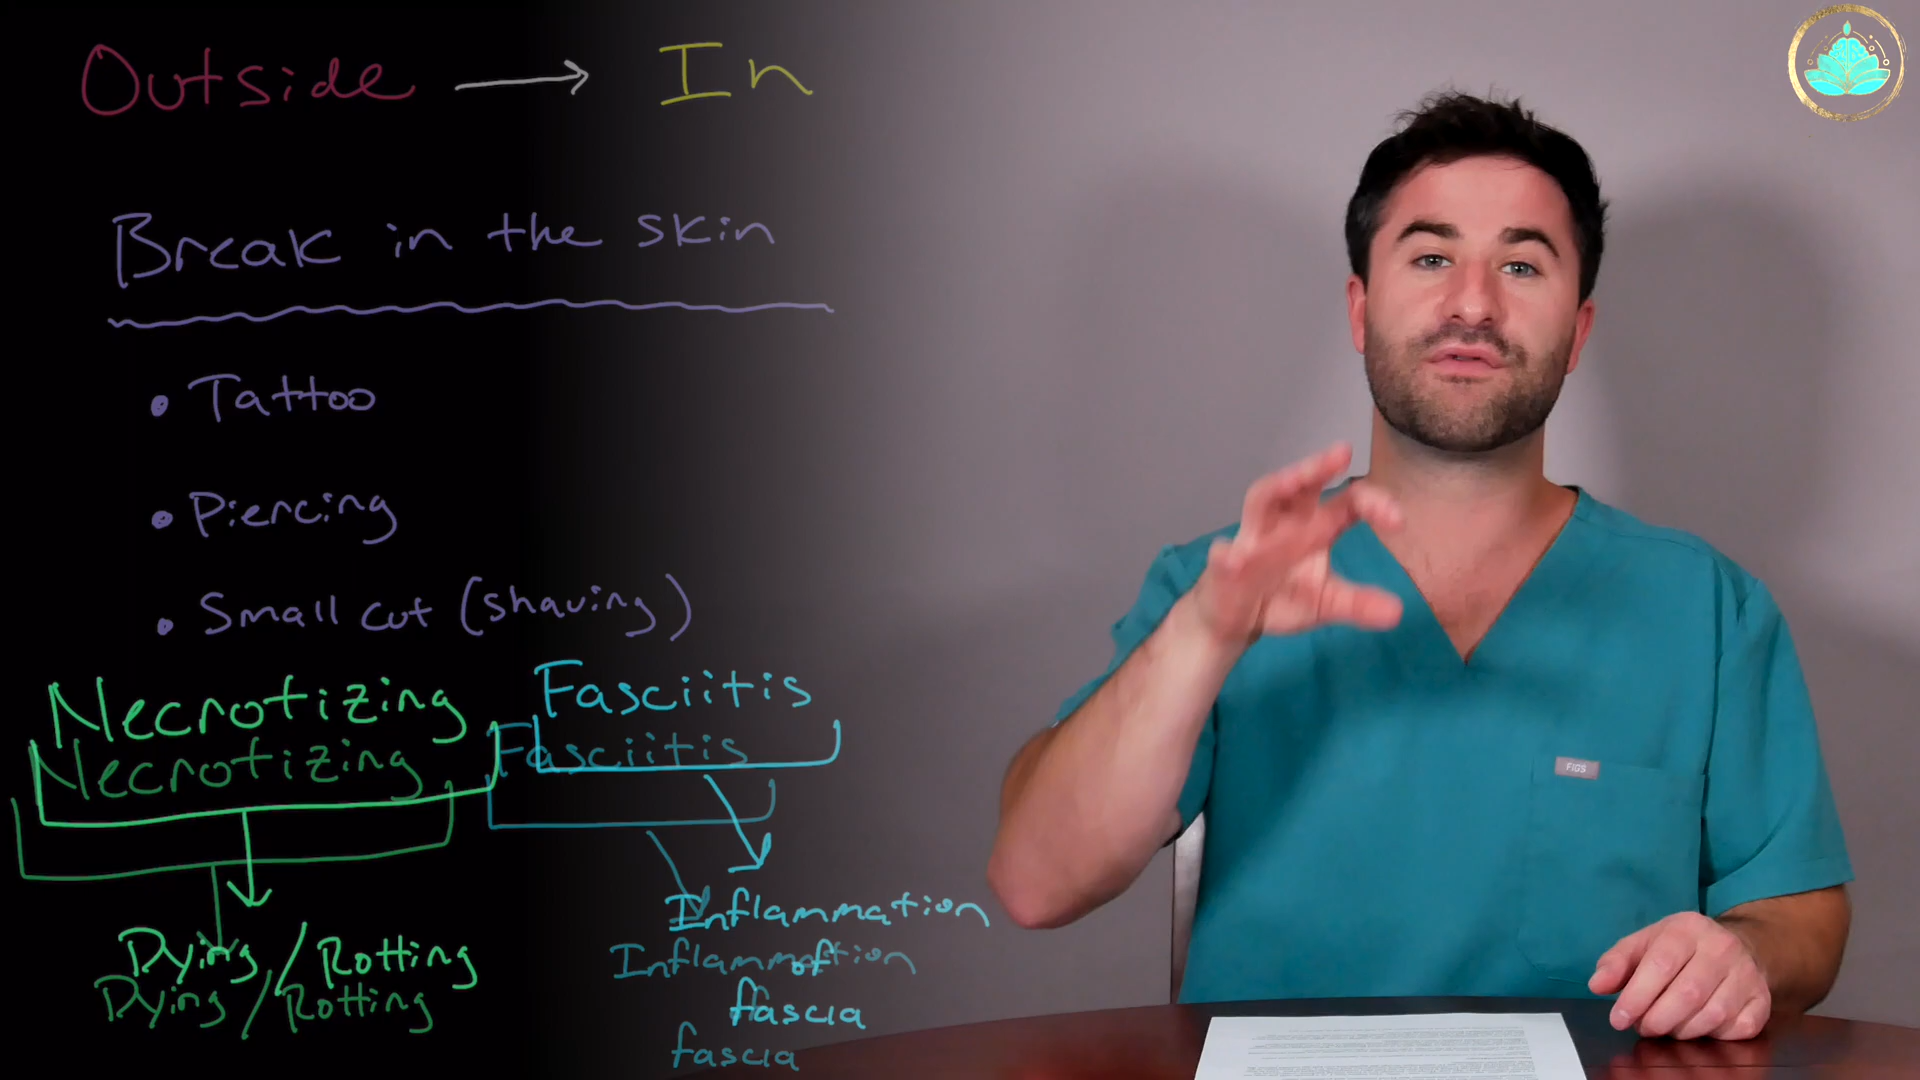 Outside → In
Break in the skin
• Tattoo
• Piercing
• Small cut (shaving)
Necrotizing Fasciitis
Necrotizing Fasciitis
Inflammation
Dying / Rotting
Inflammation
of
Dying / Rotting
fascia
fascia
FIGS